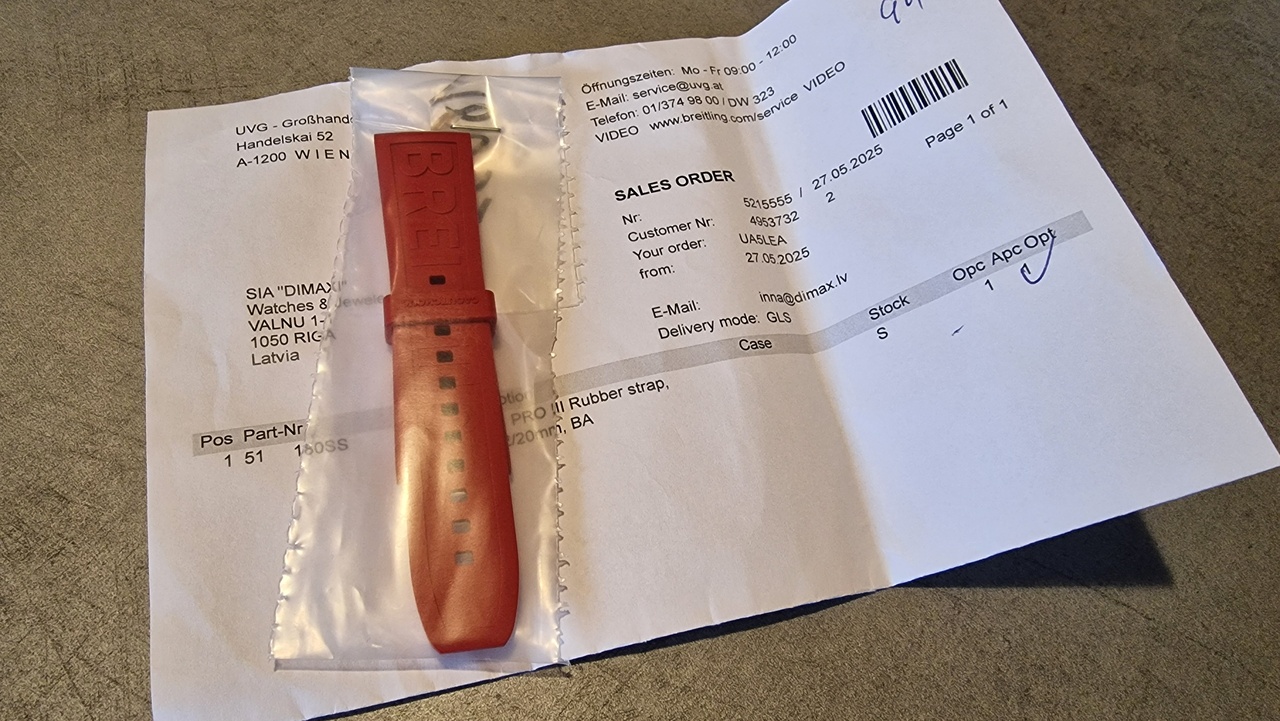 UVG - Großhand
Handelskai 52
A-1200 W I E N
Öffnungszeiten: Mo - Fr 09:00 - 12:00
E-Mail: service@uvg.at
Telefon: 01/374 98 00 / DW 323
VIDEO www.breitling.com/service VIDEO
Page 1 of 1
SALES ORDER
Nr: 5215555 / 27.05.2025
Customer Nr: 4953732 2
Your order: UA5LEA
from: 27.05.2025
E-Mail: inna@dimax.lv
Delivery mode: GLS
SIA "DIMAX"
Watches & Jewel
VALNU 1-
1050 RIGA
Latvia
Pos Part-Nr Case Stock Opc Apc Opt
1 51 180SS PRO III Rubber strap, S - 1 1
/20mm, BA
BREI